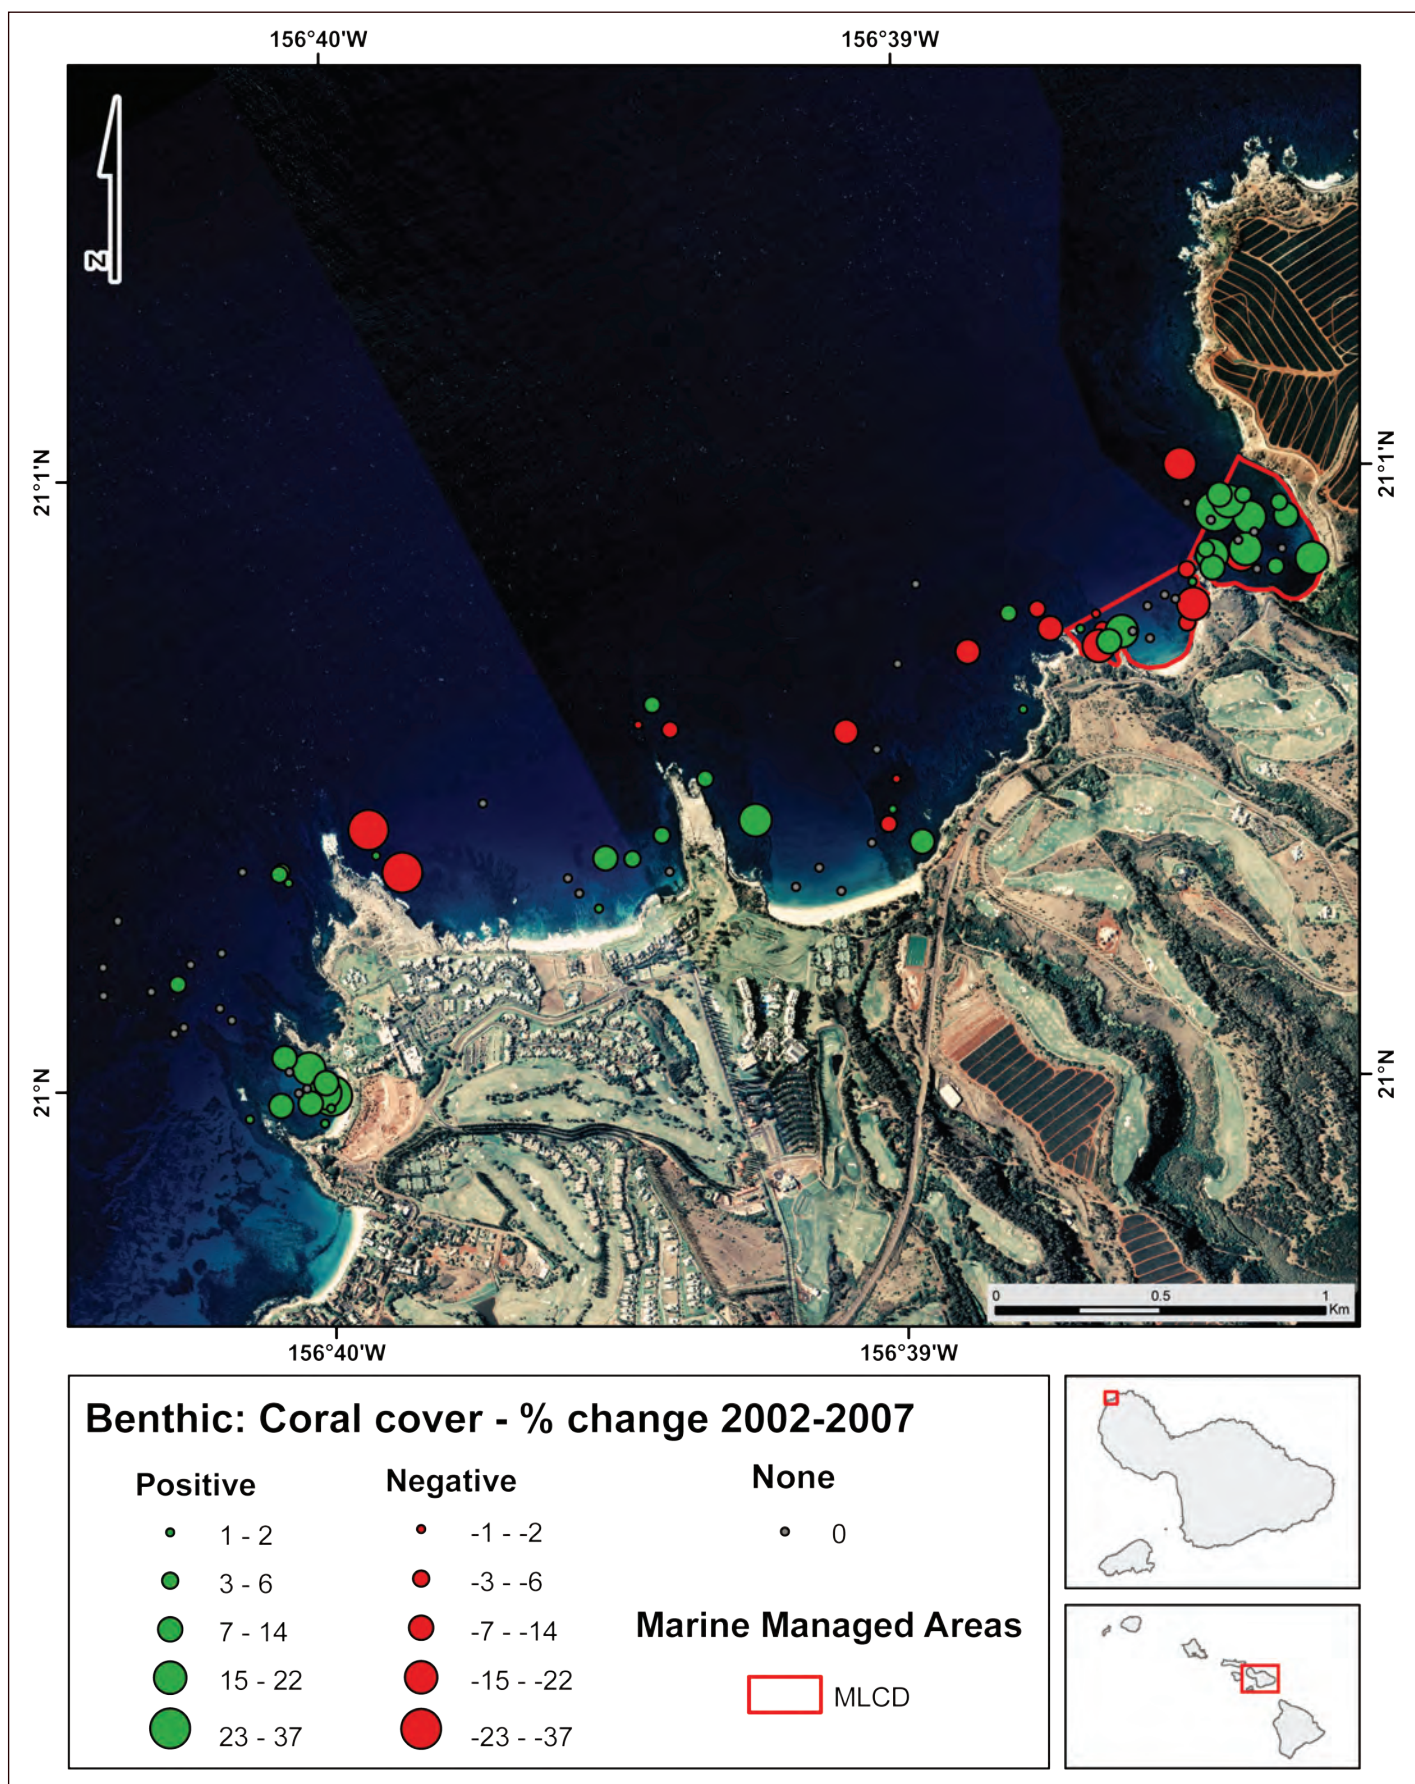 156°40'W 156°39'W
N
21°1'N 21°1'N
21°N 21°N
0 0.5 1
Km
156°40'W 156°39'W
Benthic: Coral cover - % change 2002-2007
Positive Negative None
1 - 2 -1 - -2 0
3 - 6 -3 - -6
7 - 14 -7 - -14
Marine Managed Areas
15 - 22 -15 - -22
MLCD
23 - 37 -23 - -37